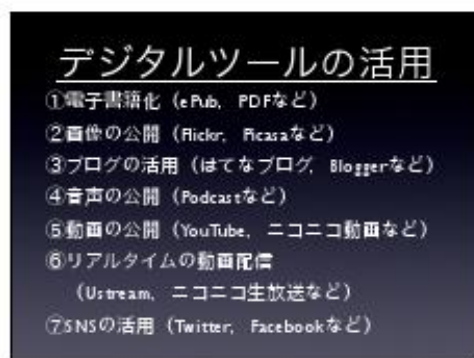 デジタルツールの活用
①電子書籍化（ePub, PDFなど）
②画像の公開（Flickr, Picasaなど）
③ブログの活用（はてなブログ, Bloggerなど）
④音声の公開（Podcastなど）
⑤動画の公開（YouTube, ニコニコ動画など）
⑥リアルタイムの動画配信
（Ustream, ニコニコ生放送など）
⑦SNSの活用（Twitter, Facebookなど）